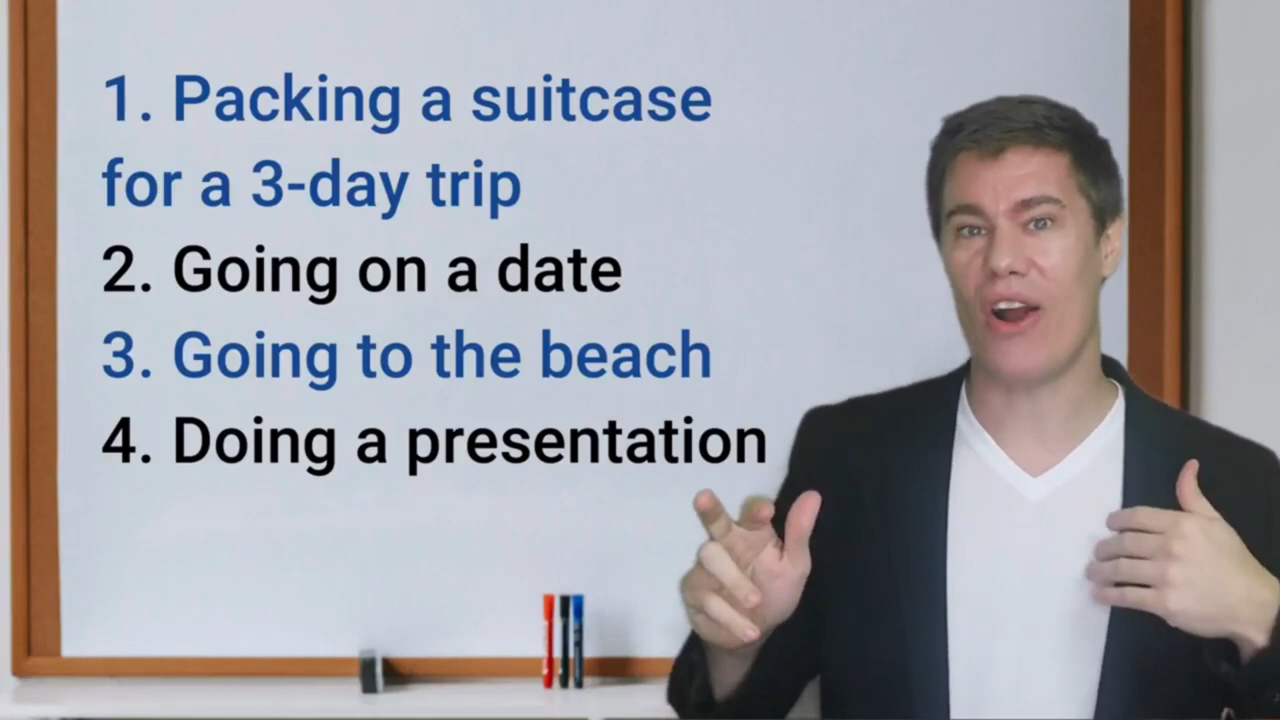 1. Packing a suitcase
for a 3-day trip
2. Going on a date
3. Going to the beach
4. Doing a presentation